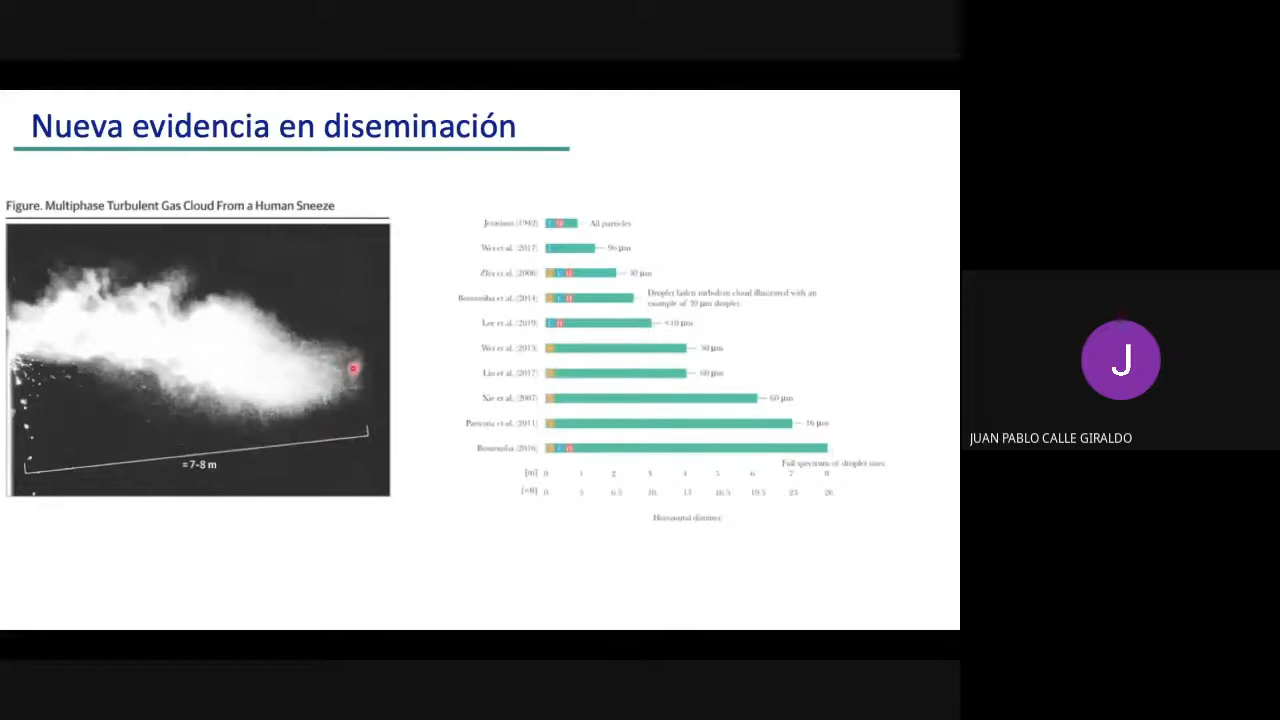 Nueva evidencia en diseminación
Figure. Multiphase Turbulent Gas Cloud From a Human Sneeze
≈ 7-8 m
(1942)
All particles
Wei et al. (2017)
96 µm
Zhu et al. (2006)
30 µm
Bourouiba et al. (2014)
Droplet laden turbulent cloud illustrated with an
example of 30 µm droplet
Lee et al. (2019)
<10 µm
Wei et al. (2015)
50 µm
Liu et al. (2017)
60 µm
Xie et al. (2007)
60 µm
et al. (2011)
16 µm
Bourouiba (2016)
Full spectrum of droplet sizes
[m] 0 1 2 3 4 5 6 7 8
0 3 6.5 10 13 16.5 19.5 23 26
Horizontal distance
J
JUAN PABLO CALLE GIRALDO